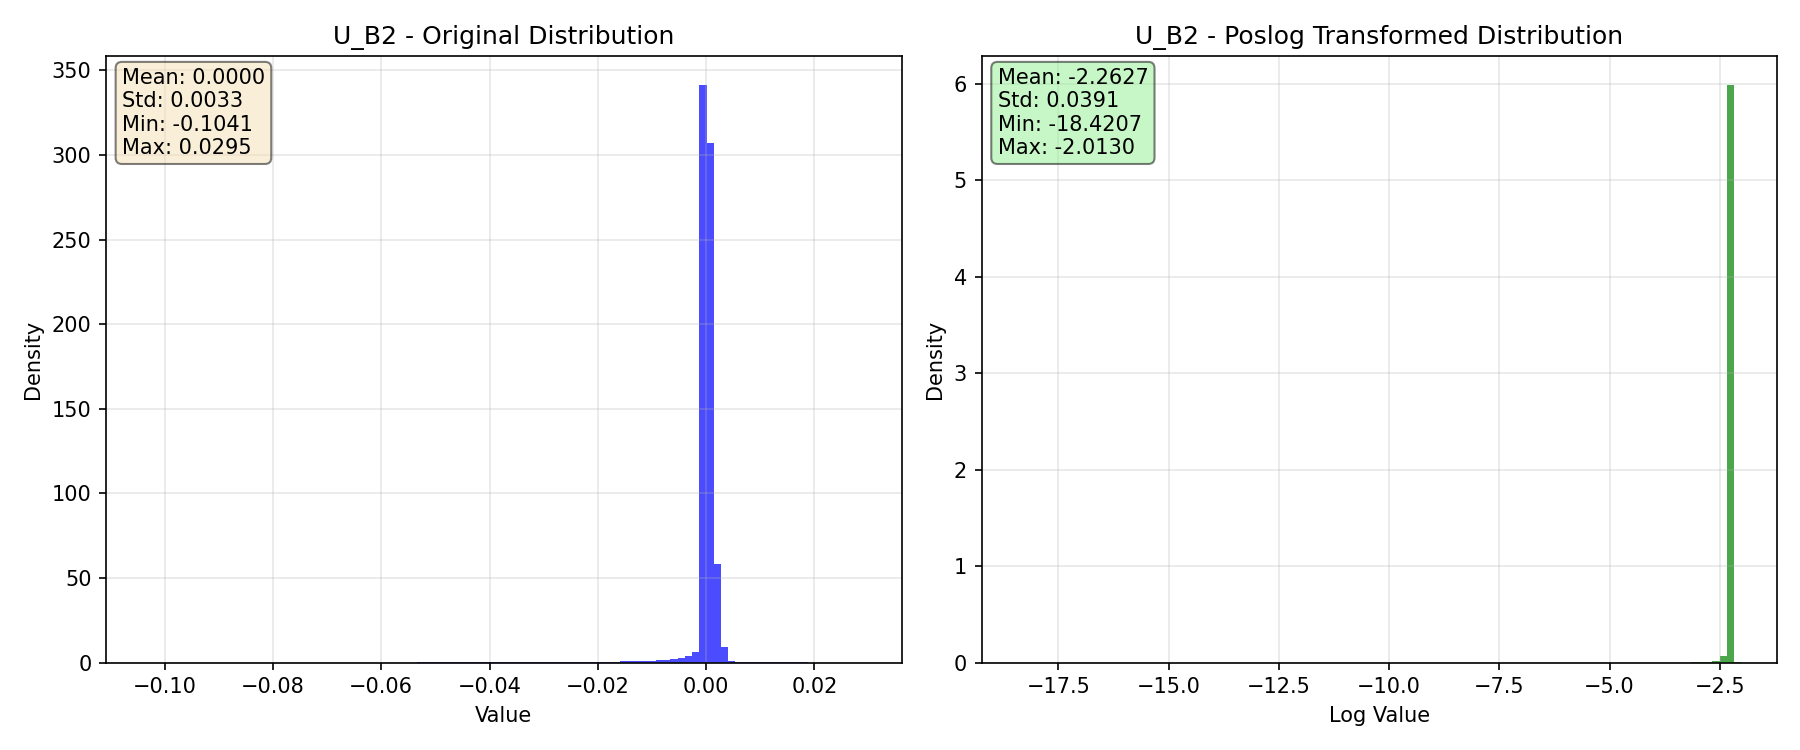 U_B2 - Original Distribution
Mean: 0.0000
Std: 0.0033
Min: -0.1041
Max: 0.0295
350
300
250
200
150
100
50
0
Density
−0.10 −0.08 −0.06 −0.04 −0.02 0.00 0.02
Value
U_B2 - Poslog Transformed Distribution
Mean: -2.2627
Std: 0.0391
Min: -18.4207
Max: -2.0130
6
5
4
3
2
1
0
Density
−17.5 −15.0 −12.5 −10.0 −7.5 −5.0 −2.5
Log Value